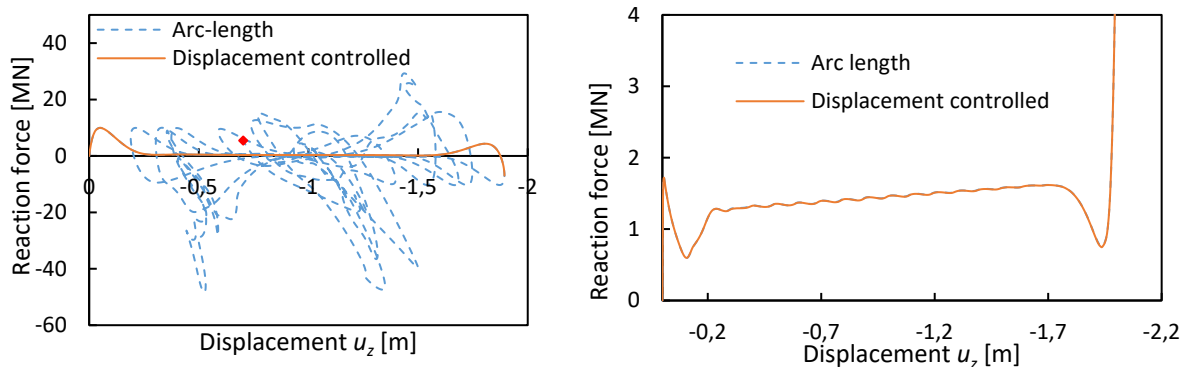 40
20
0
-20
-40
-60
Reaction force [MN]
Arc-length
Displacement controlled
0
-0,5
-1
-1,5
-2
Displacement u_z [m]
4
3
2
1
0
Reaction force [MN]
Arc length
Displacement controlled
-0,2
-0,7
-1,2
-1,7
-2,2
Displacement u_z [m]